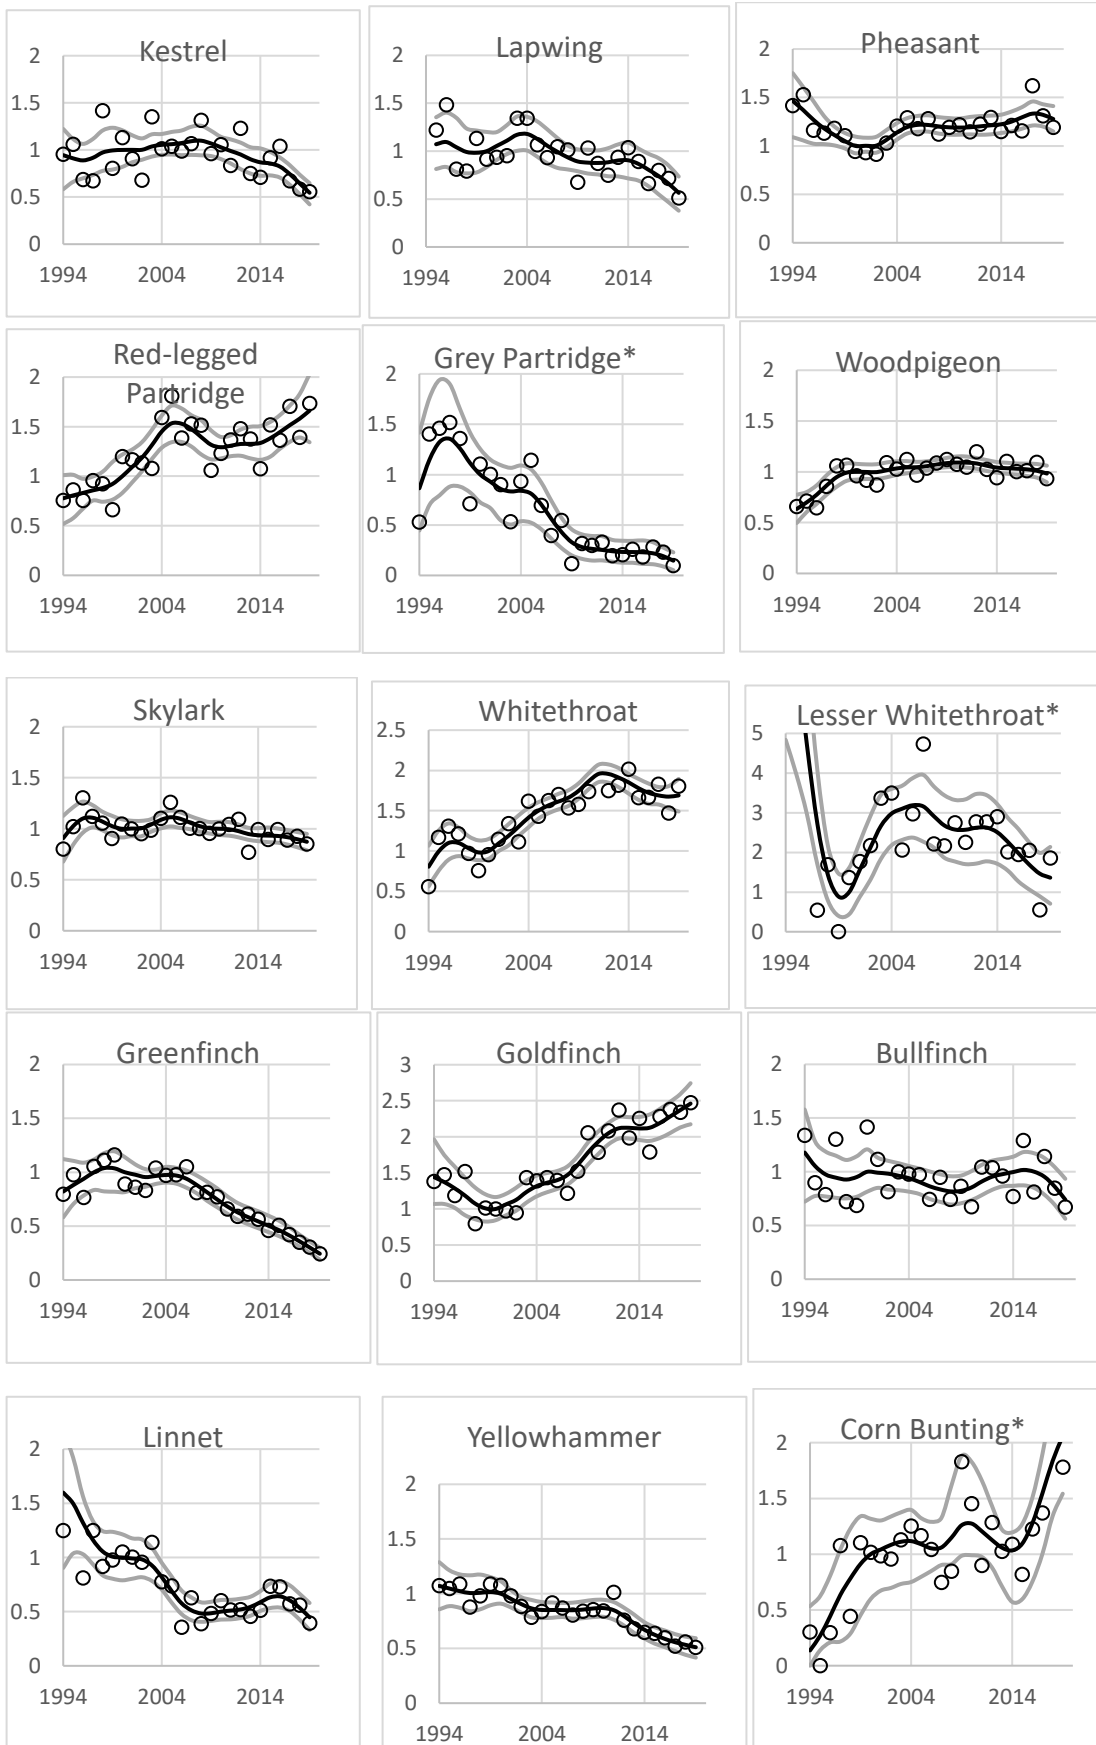 Kestrel
2
1.5
1
0.5
0
1994 2004 2014
Lapwing
2
1.5
1
0.5
0
1994 2004 2014
Pheasant
2
1.5
1
0.5
0
1994 2004 2014
Red-legged
Partridge
2
1.5
1
0.5
0
1994 2004 2014
Grey Partridge*
2
1.5
1
0.5
0
1994 2004 2014
Woodpigeon
2
1.5
1
0.5
0
1994 2004 2014
Skylark
2
1.5
1
0.5
0
1994 2004 2014
Whitethroat
2.5
2
1.5
1
0.5
0
1994 2004 2014
Lesser Whitethroat*
5
4
3
2
1
0
1994 2004 2014
Greenfinch
2
1.5
1
0.5
0
1994 2004 2014
Goldfinch
3
2.5
2
1.5
1
0.5
0
1994 2004 2014
Bullfinch
2
1.5
1
0.5
0
1994 2004 2014
Linnet
2
1.5
1
0.5
0
1994 2004 2014
Yellowhammer
2
1.5
1
0.5
0
1994 2004 2014
Corn Bunting*
2
1.5
1
0.5
0
1994 2004 2014